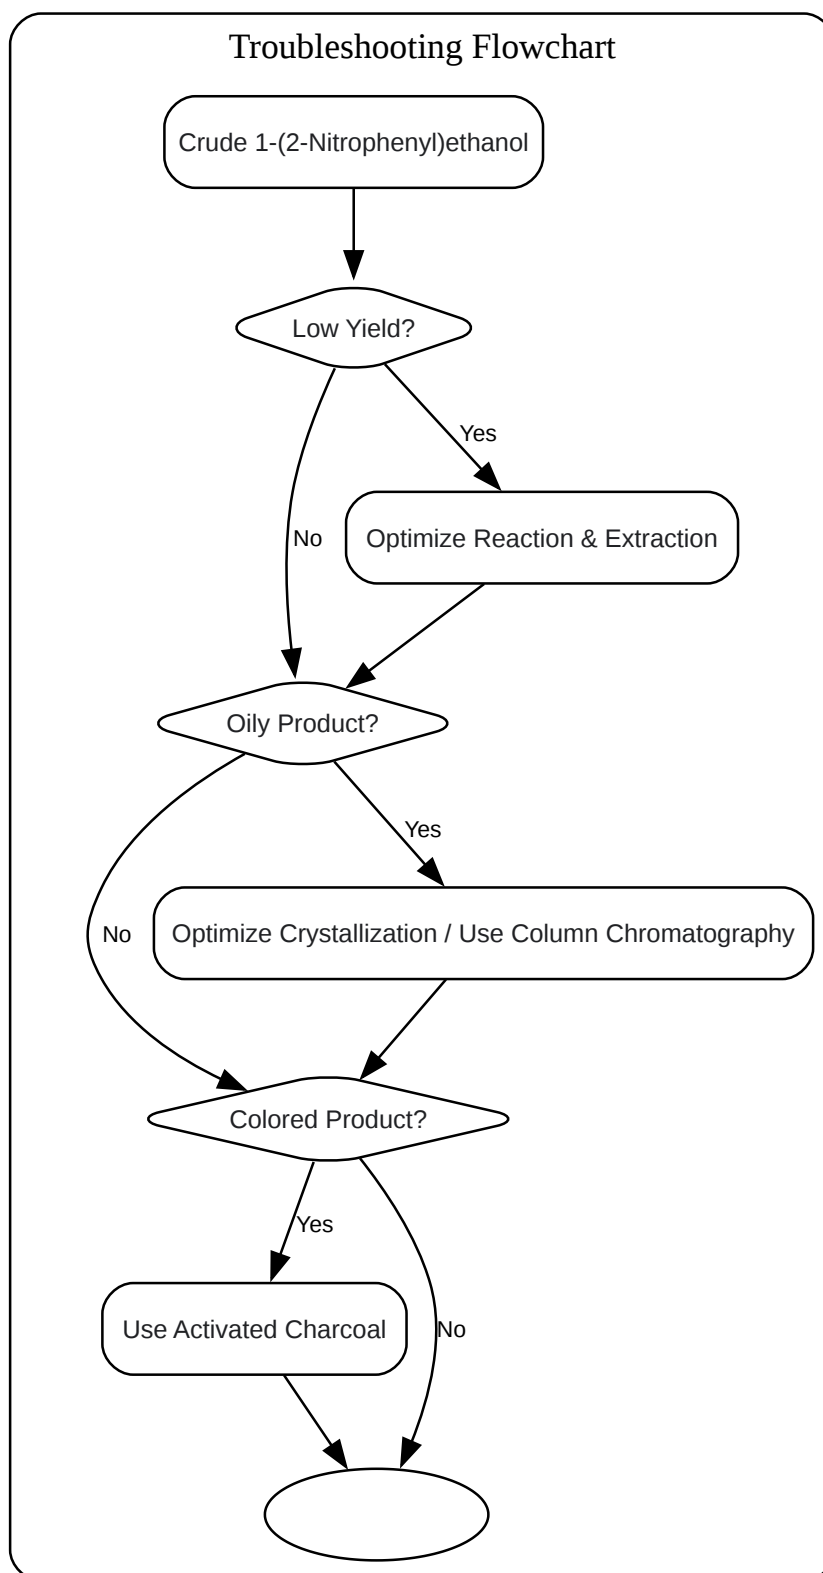 Troubleshooting Flowchart
Crude 1-(2-Nitrophenyl)ethanol
Low Yield?
Yes
No
Optimize Reaction & Extraction
Oily Product?
Yes
No
Optimize Crystallization / Use Column Chromatography
Colored Product?
Yes
Use Activated Charcoal
No